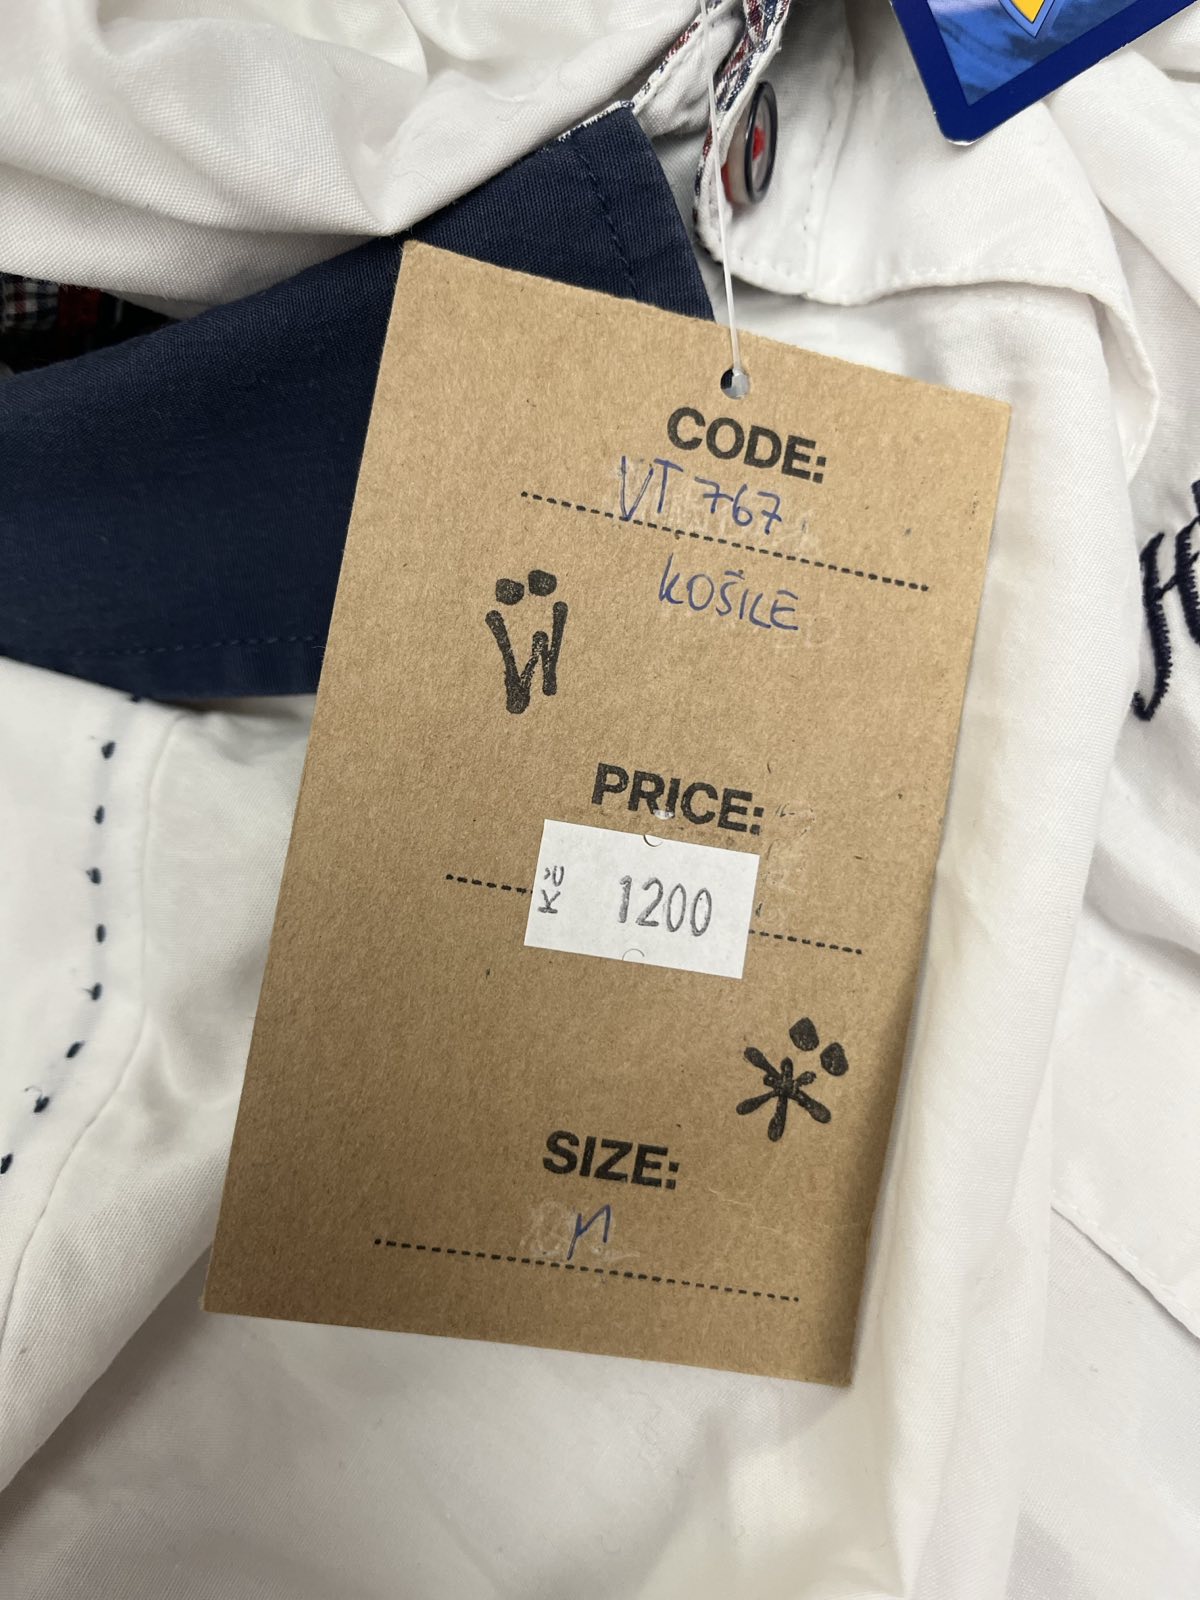 CODE:
VT 767
KOŠILE
PRICE:
Kč 1200
SIZE:
M